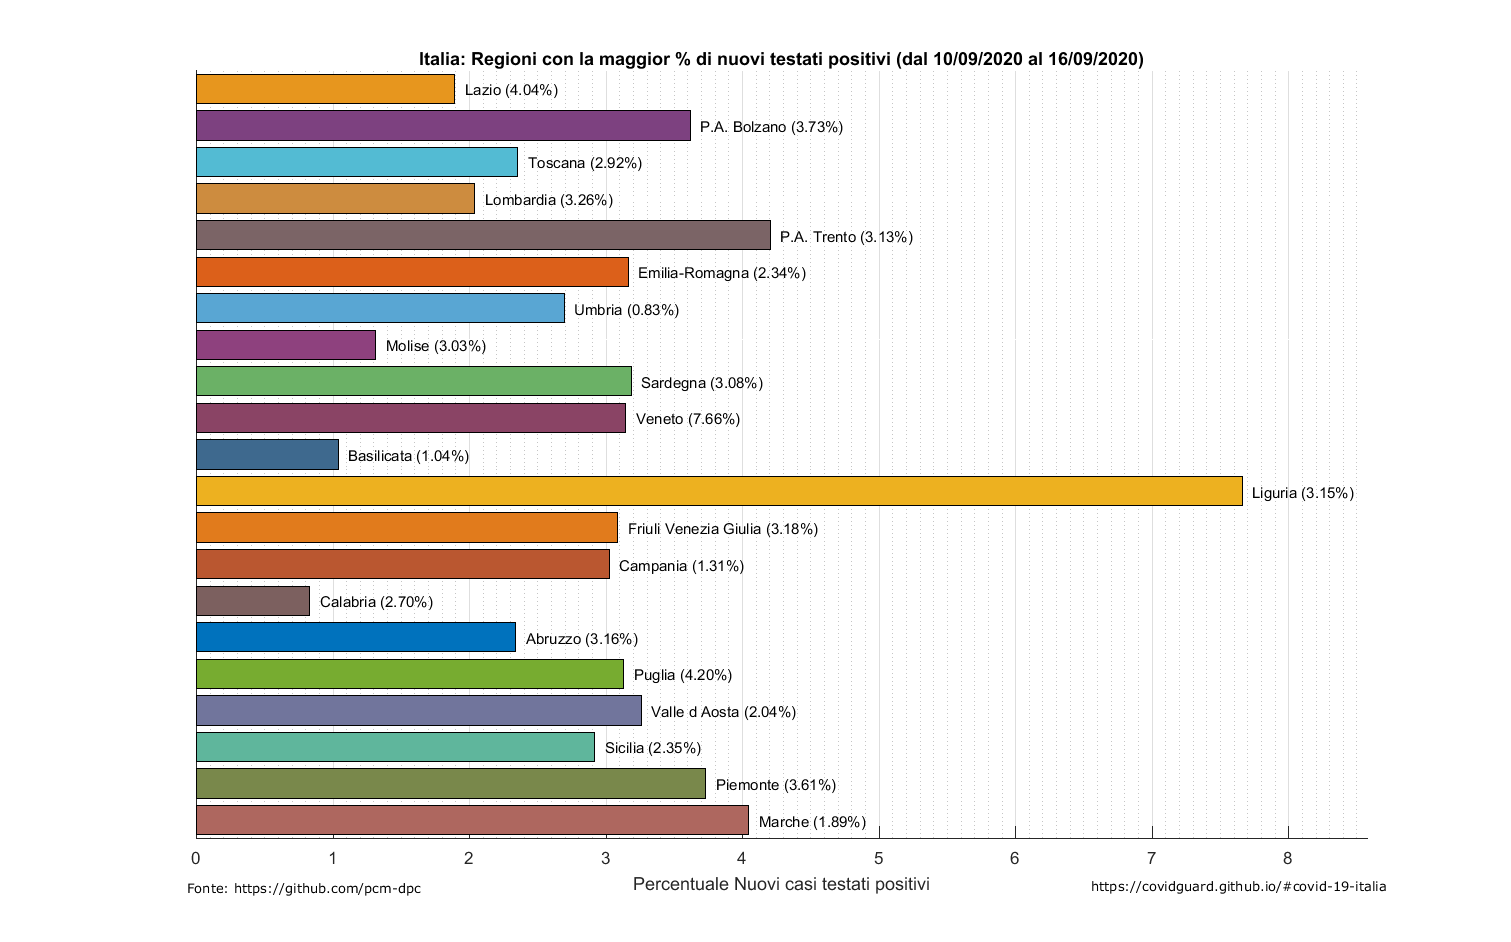 Italia: Regioni con la maggior % di nuovi testati positivi (dal 10/09/2020 al 16/09/2020)
Lazio (4.04%)
P.A. Bolzano (3.73%)
Toscana (2.92%)
Lombardia (3.26%)
P.A. Trento (3.13%)
Emilia-Romagna (2.34%)
Umbria (0.83%)
Molise (3.03%)
Sardegna (3.08%)
Veneto (7.66%)
Basilicata (1.04%)
Liguria (3.15%)
Friuli Venezia Giulia (3.18%)
Campania (1.31%)
Calabria (2.70%)
Abruzzo (3.16%)
Puglia (4.20%)
Valle d Aosta (2.04%)
Sicilia (2.35%)
Piemonte (3.61%)
Marche (1.89%)
0 1 2 3 4 5 6 7 8
Percentuale Nuovi casi testati positivi
Fonte: https://github.com/pcm-dpc
https://covidguard.github.io/#covid-19-italia